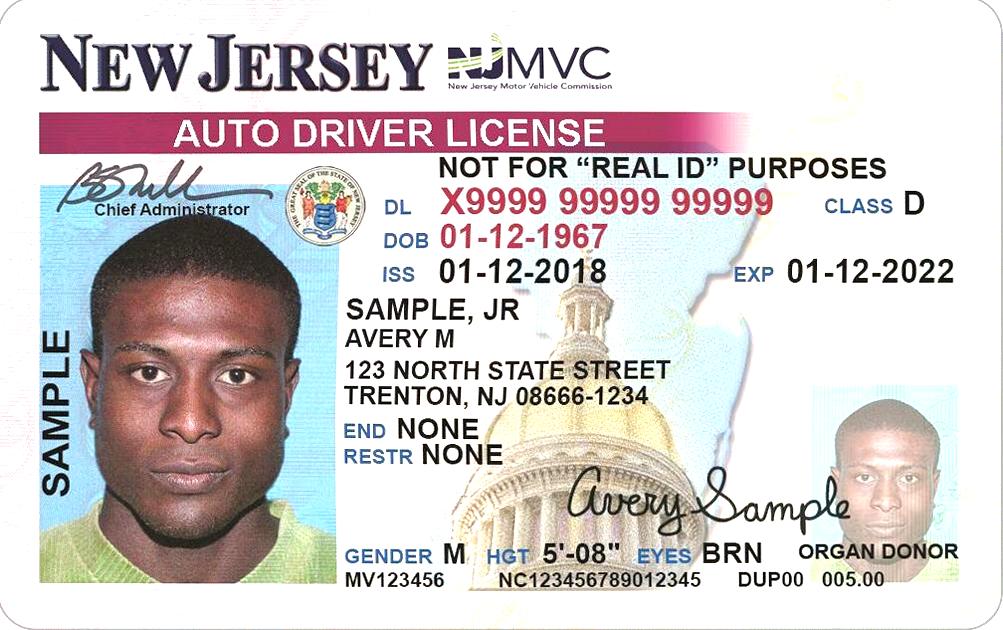 NEW JERSEY NJMVC
New Jersey Motor Vehicle Commission
AUTO DRIVER LICENSE
NOT FOR “REAL ID” PURPOSES
Chief Administrator
THE GREAT SEAL OF THE STATE OF NEW JERSEY
DL X9999 99999 99999 CLASS D
DOB 01-12-1967
ISS 01-12-2018 EXP 01-12-2022
SAMPLE, JR
AVERY M
123 NORTH STATE STREET
TRENTON, NJ 08666-1234
SAMPLE
END NONE
RESTR NONE
Avery Sample
GENDER M HGT 5'-08" EYES BRN ORGAN DONOR
MV123456 NC123456789012345 DUP00 005.00